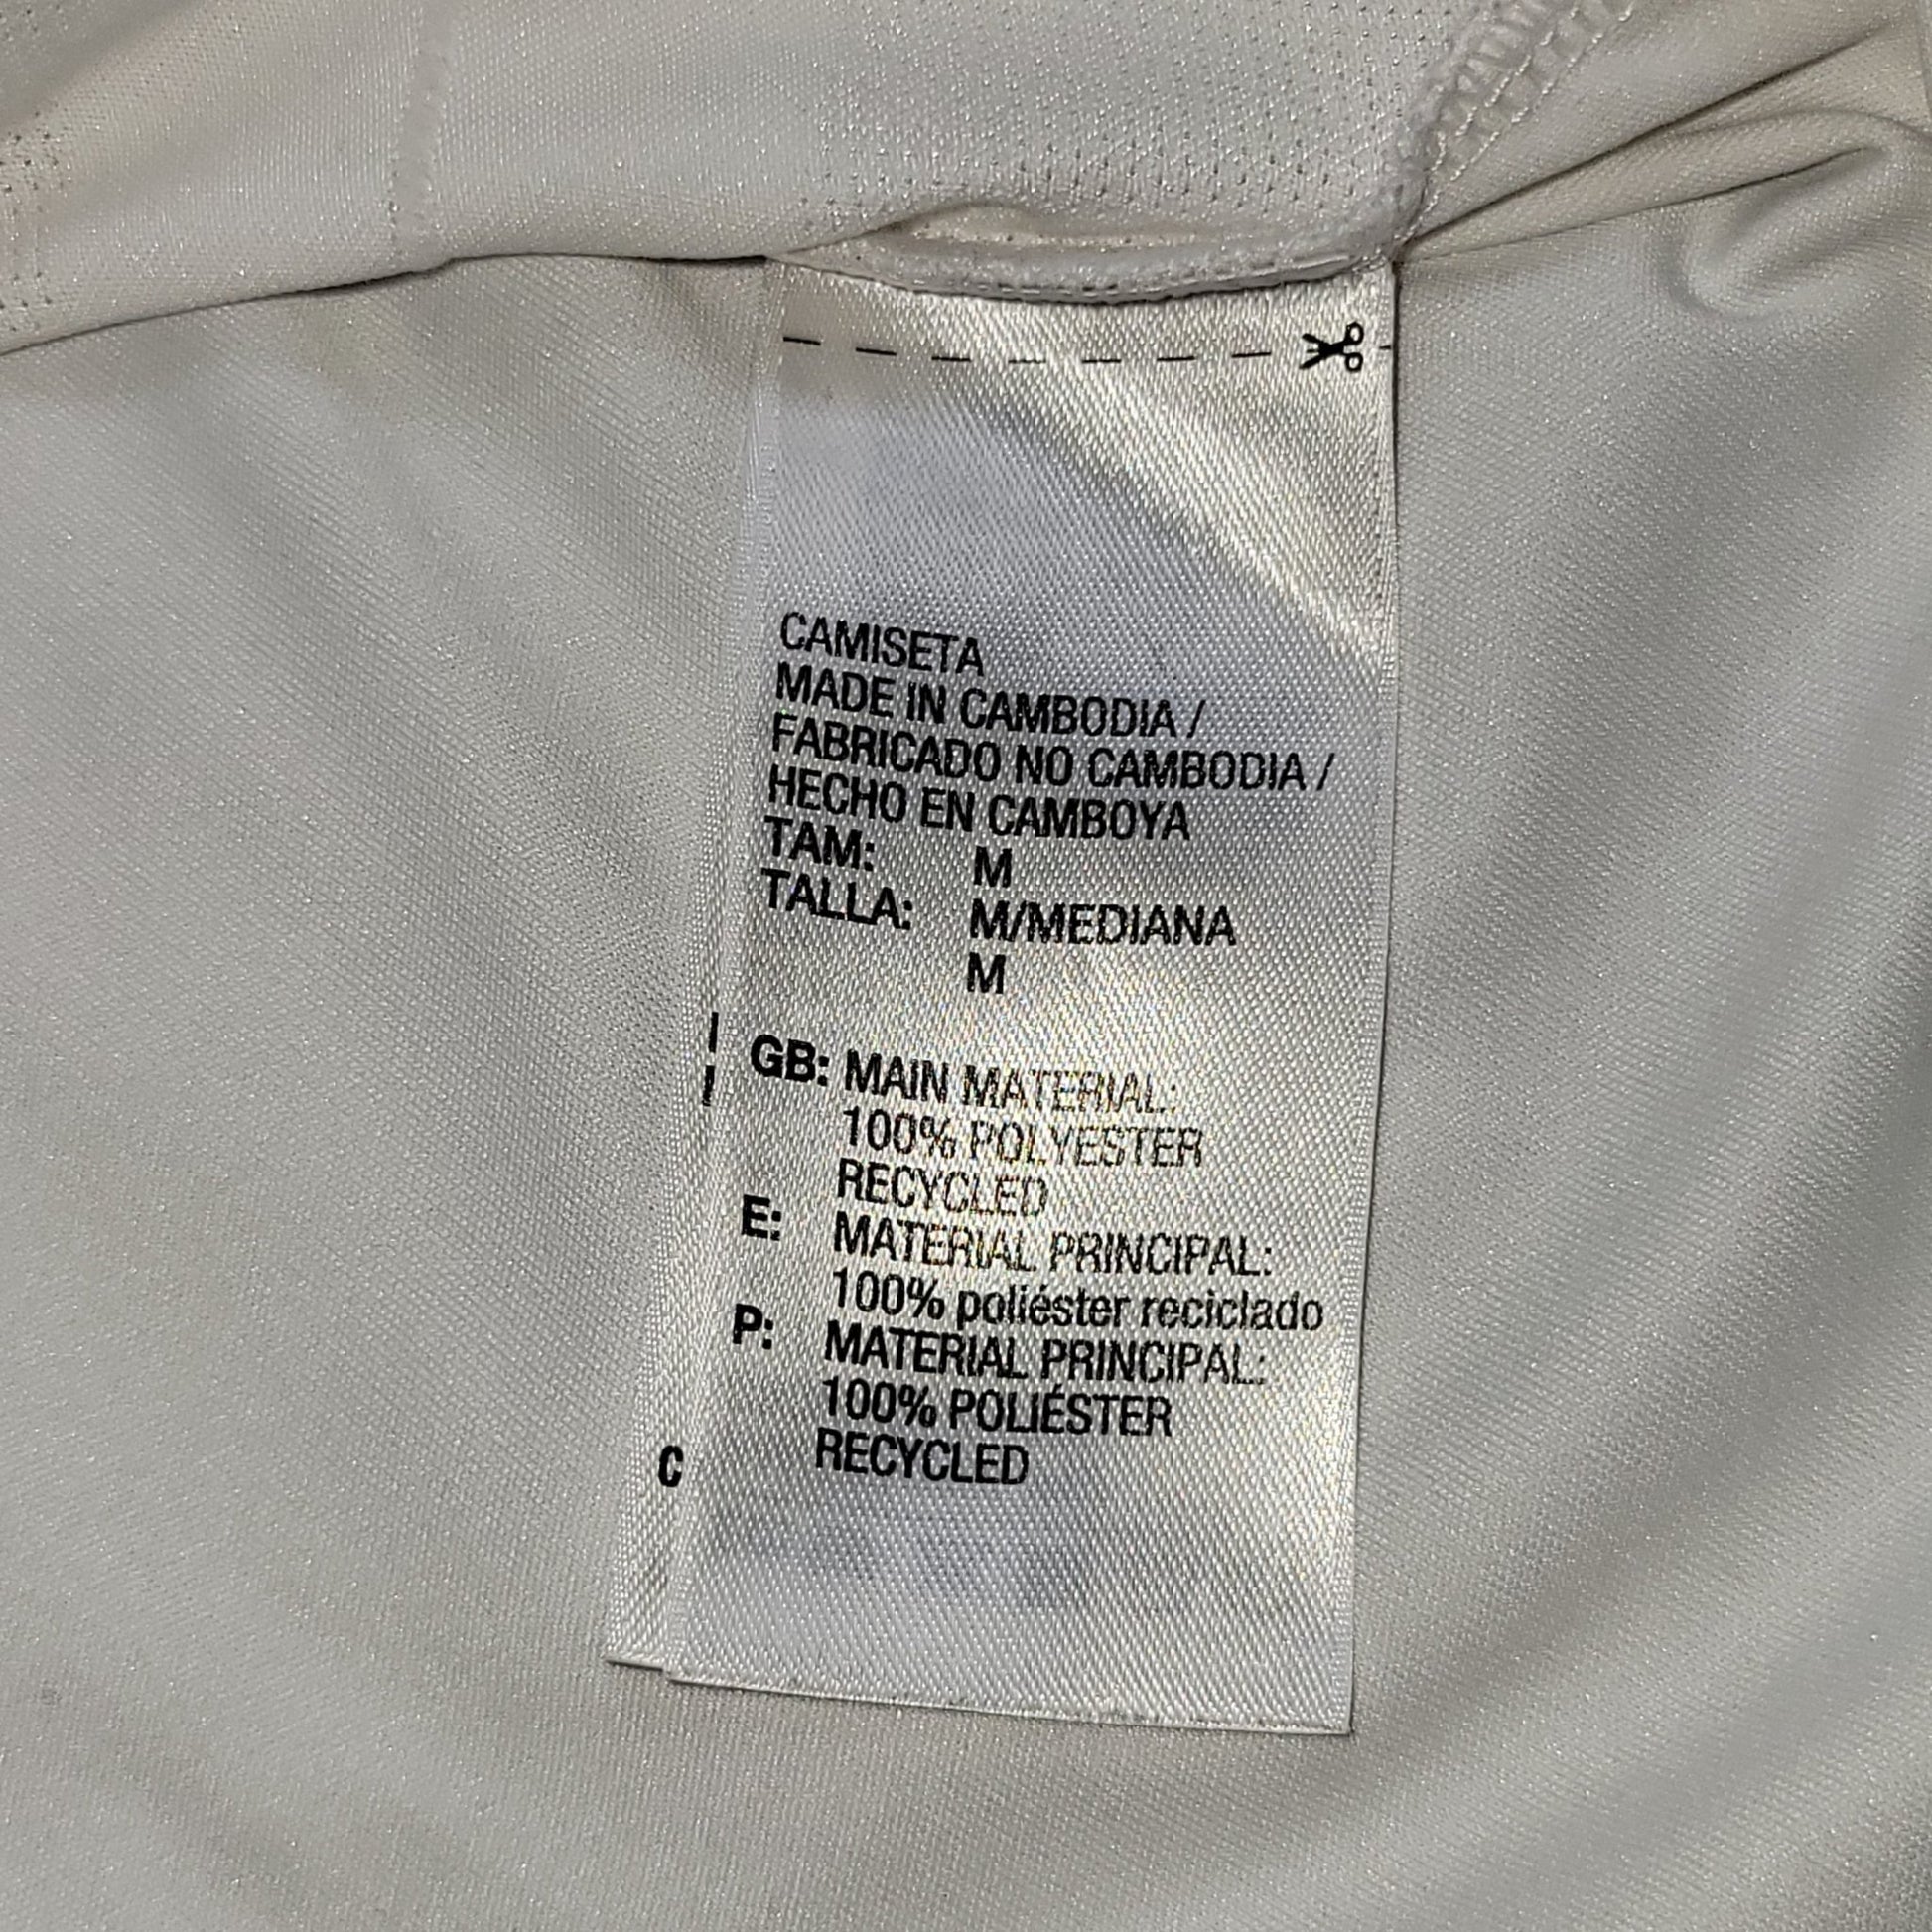 CAMISETA
MADE IN CAMBODIA /
FABRICADO NO CAMBODIA /
HECHO EN CAMBOYA
TAM: M
TALLA: M/MEDIANA
M
GB: MAIN MATERIAL:
100% POLYESTER
RECYCLED
E: MATERIAL PRINCIPAL:
100% poliéster reciclado
P: MATERIAL PRINCIPAL:
100% POLIÉSTER
RECYCLED
C